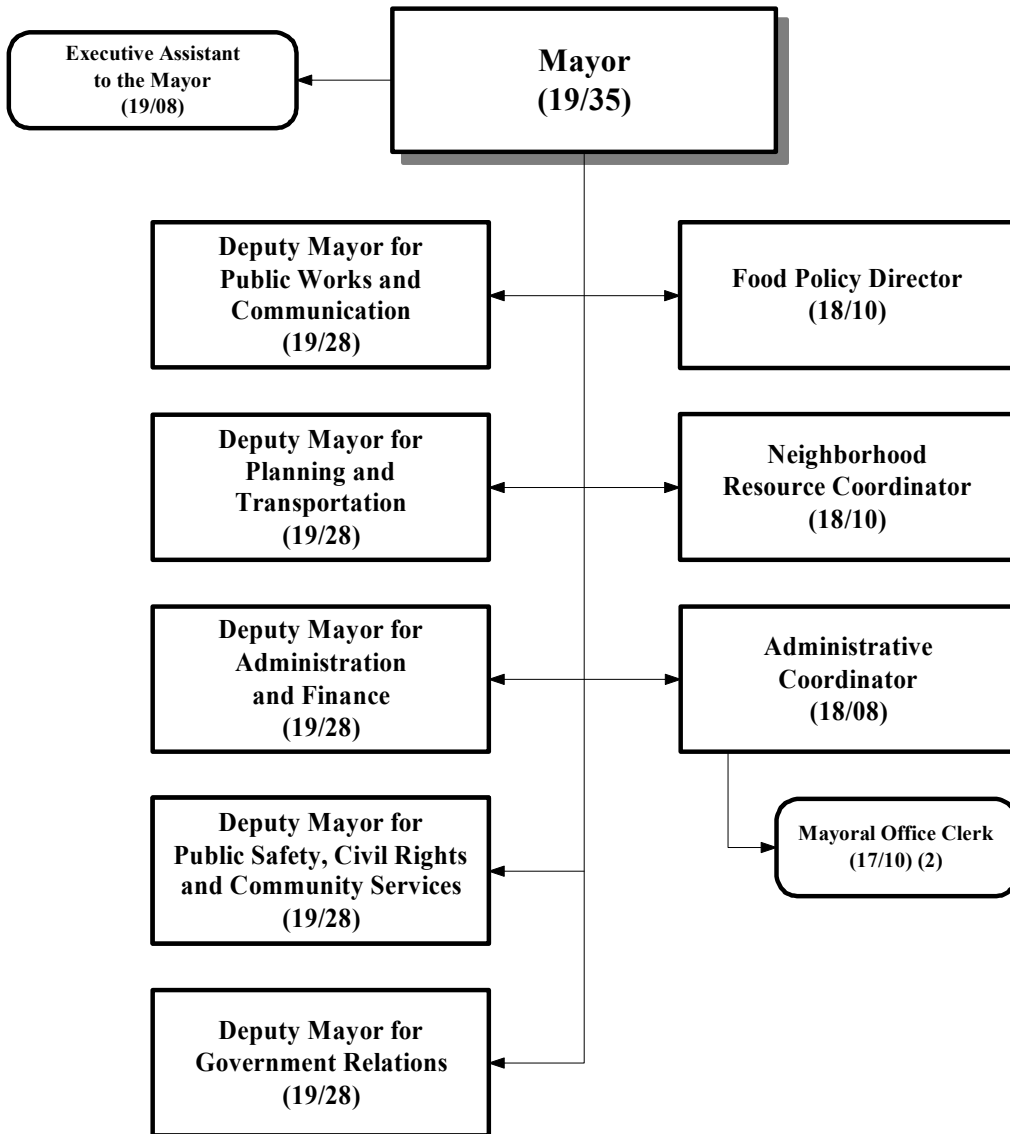 Executive Assistant
to the Mayor
(19/08)
Mayor
(19/35)
Deputy Mayor for
Public Works and
Communication
(19/28)
Food Policy Director
(18/10)
Deputy Mayor for
Planning and
Transportation
(19/28)
Neighborhood
Resource Coordinator
(18/10)
Deputy Mayor for
Administration
and Finance
(19/28)
Administrative
Coordinator
(18/08)
Deputy Mayor for
Public Safety, Civil Rights
and Community Services
(19/28)
Mayoral Office Clerk
(17/10) (2)
Deputy Mayor for
Government Relations
(19/28)